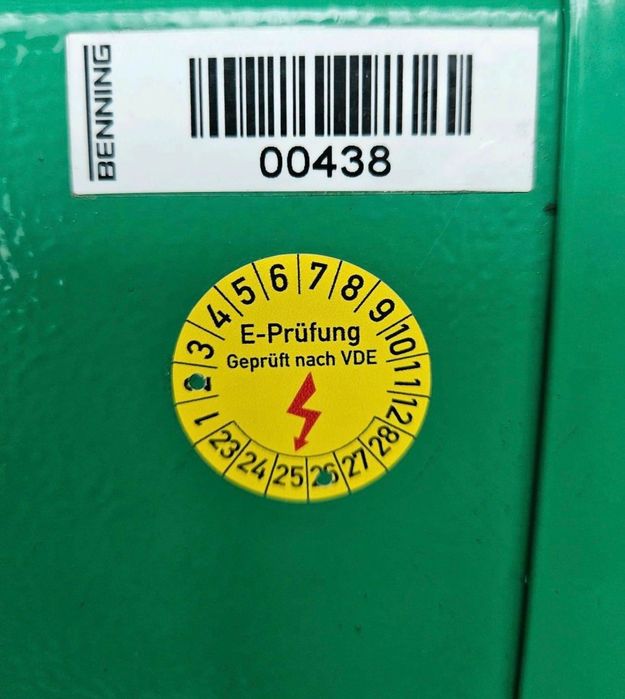 BENNING
00438
1 2 3 4 5 6 7 8 9 10 11 12
E-Prüfung
Geprüft nach VDE
23 24 25 26 27 28